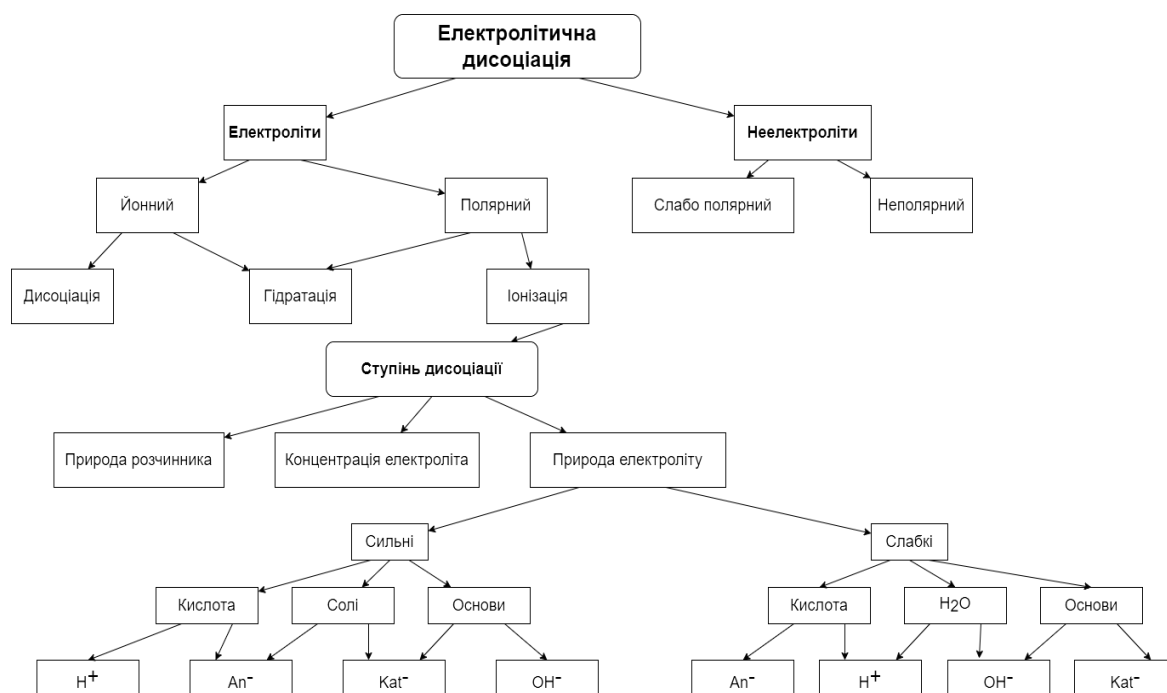 Електролітична
дисоціація
Електроліти
Неелектроліти
Йонний
Полярний
Слабо полярний
Неполярний
Дисоціація
Гідратація
Іонізація
Ступінь дисоціації
Природа розчинника
Концентрація електроліта
Природа електроліту
Сильні
Слабкі
Кислота
Солі
Основи
Кислота
H2O
Основи
H+
An-
Kat-
OH-
An-
H+
OH-
Kat-